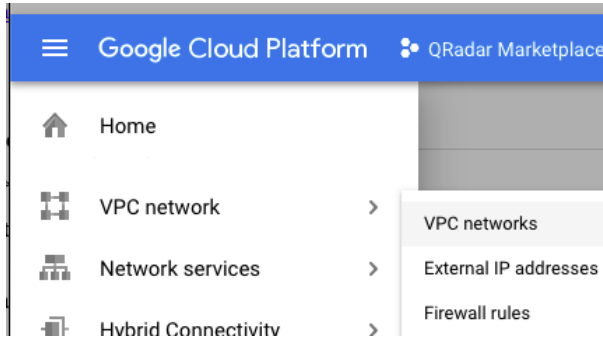 Google Cloud Platform QRadar Marketplace
Home
VPC network
VPC networks
Network services
External IP addresses
Firewall rules
Hybrid Connectivity